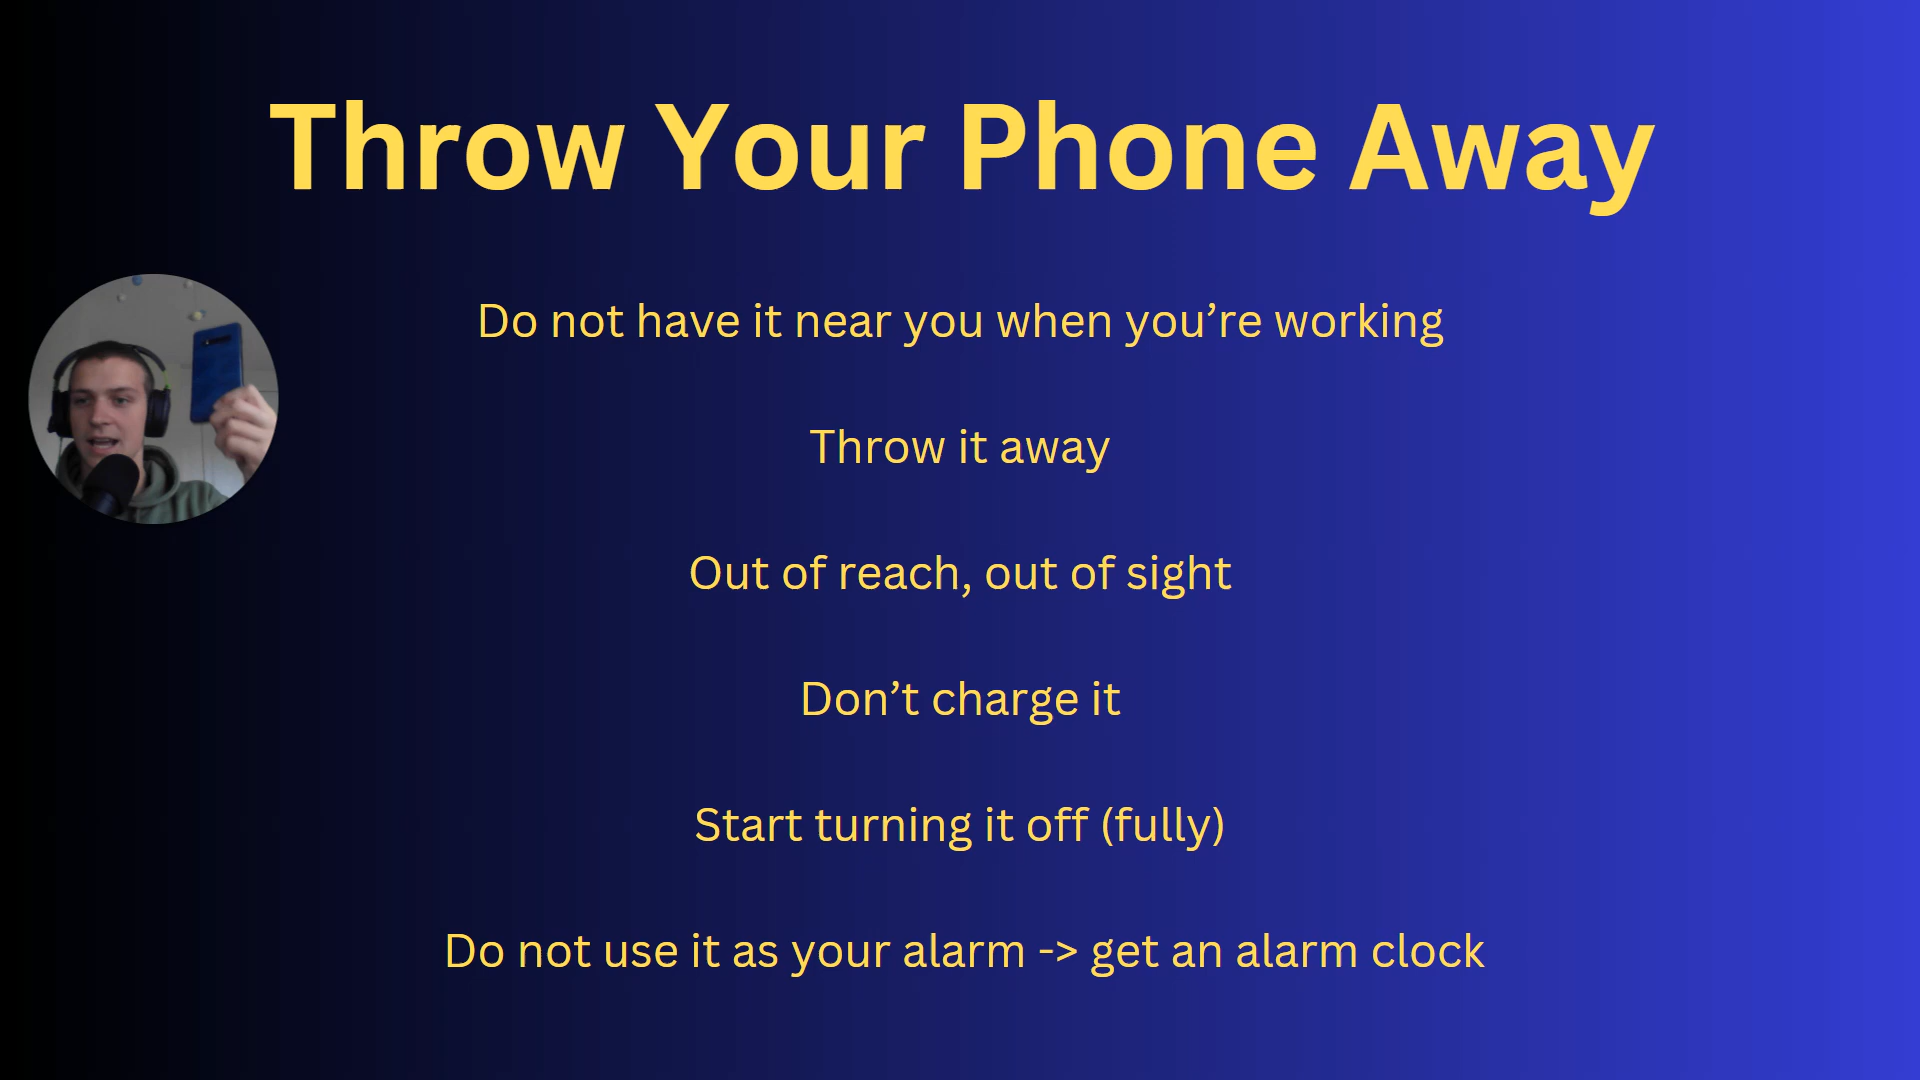 Throw Your Phone Away
Do not have it near you when you’re working
Throw it away
Out of reach, out of sight
Don’t charge it
Start turning it off (fully)
Do not use it as your alarm -> get an alarm clock